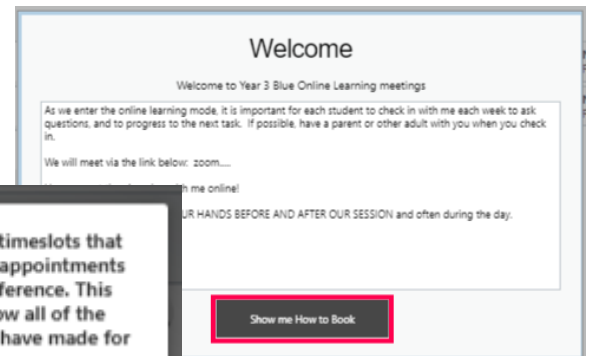 Welcome
Welcome to Year 3 Blue Online Learning meetings
As we enter the online learning mode, it is important for each student to check in with me each week to ask
questions, and to progress to the next task. If possible, have a parent or other adult with you when you check
in.
We will meet via the link below: zoom.....
with me online!
UR HANDS BEFORE AND AFTER OUR SESSION and often during the day.
timeslots that
appointments
ference. This
ow all of the
have made for
Show me How to Book